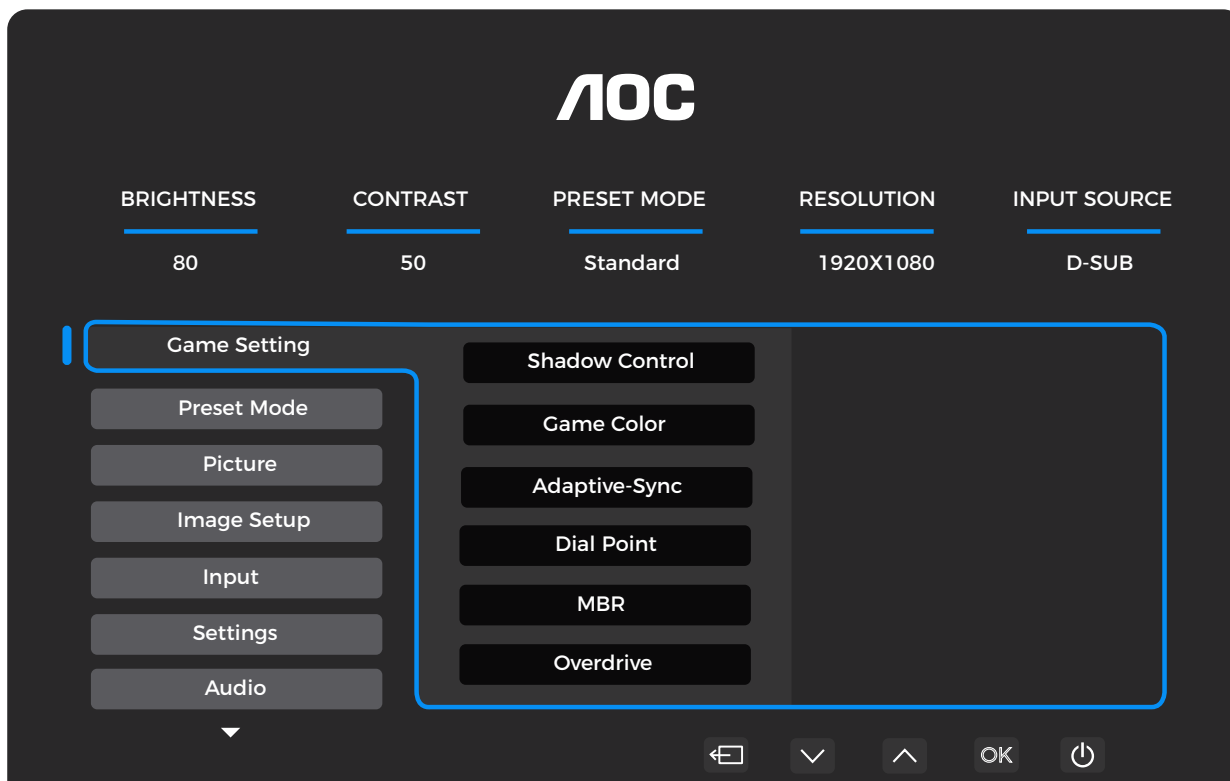 AOC
BRIGHTNESS CONTRAST PRESET MODE RESOLUTION INPUT SOURCE
80 50 Standard 1920X1080 D-SUB
Game Setting
Preset Mode
Picture
Image Setup
Input
Settings
Audio
Shadow Control
Game Color
Adaptive-Sync
Dial Point
MBR
Overdrive
OK